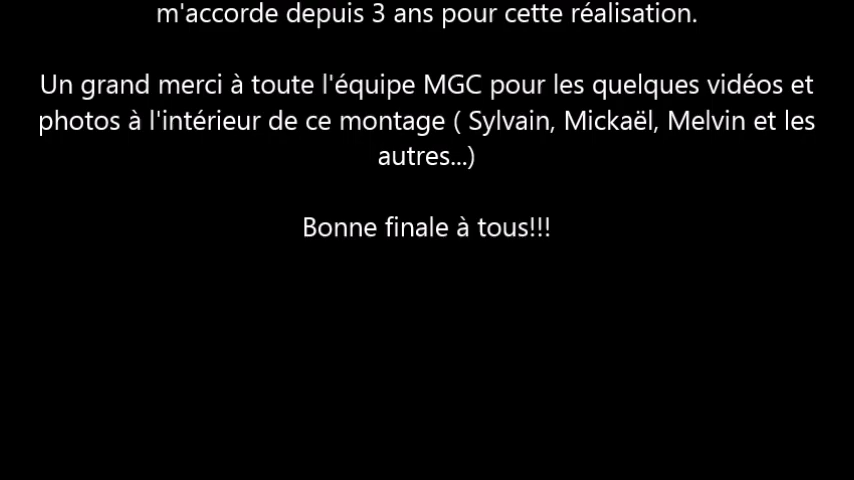 m'accorde depuis 3 ans pour cette réalisation.
Un grand merci à toute l'équipe MGC pour les quelques vidéos et
photos à l'intérieur de ce montage ( Sylvain, Mickaël, Melvin et les
autres...)
Bonne finale à tous!!!